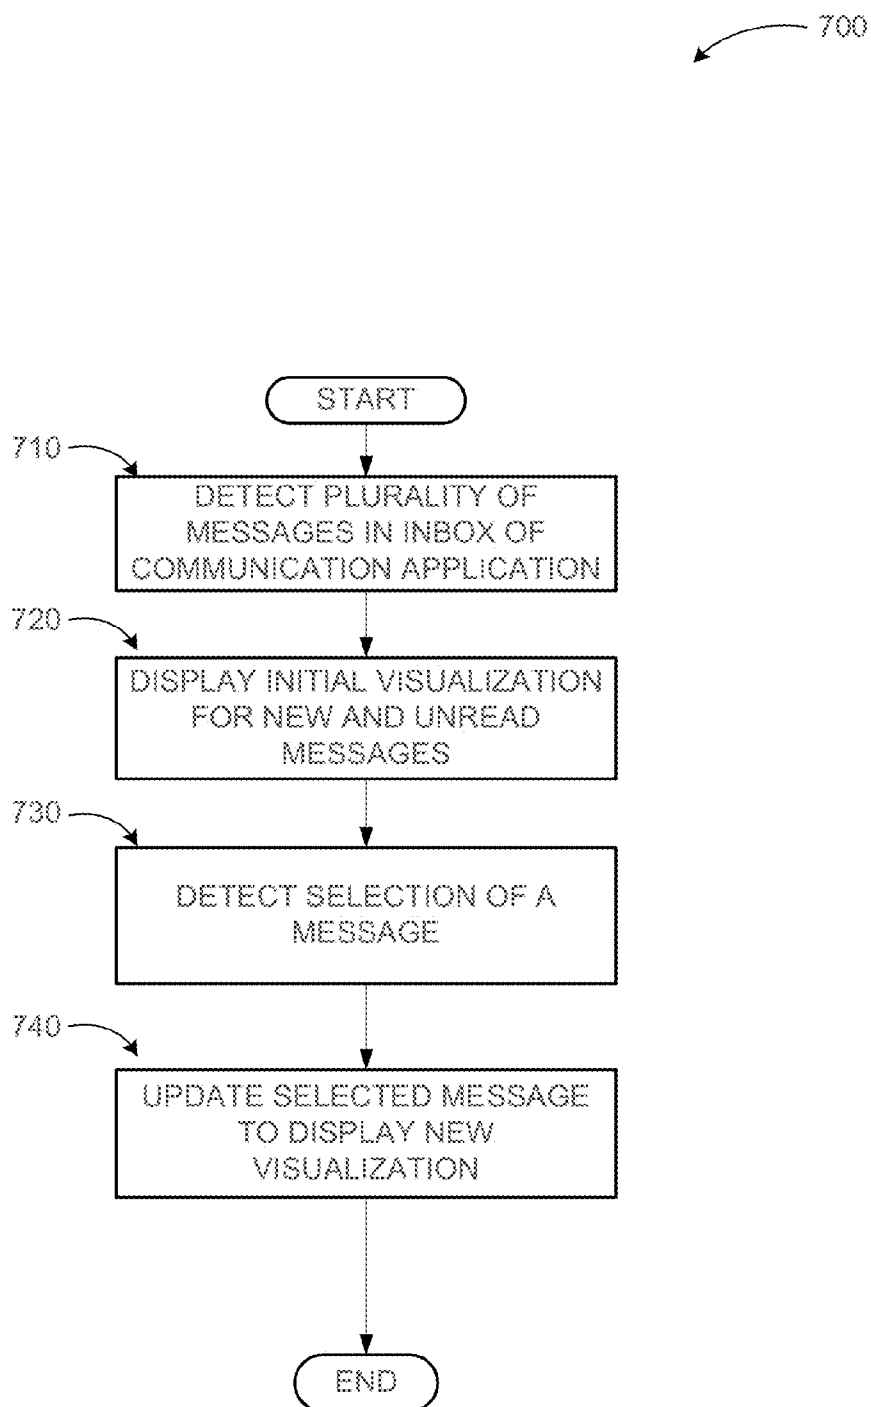 700
START
710
DETECT PLURALITY OF
MESSAGES IN INBOX OF
COMMUNICATION APPLICATION
720
DISPLAY INITIAL VISUALIZATION
FOR NEW AND UNREAD
MESSAGES
730
DETECT SELECTION OF A
MESSAGE
740
UPDATE SELECTED MESSAGE
TO DISPLAY NEW
VISUALIZATION
END